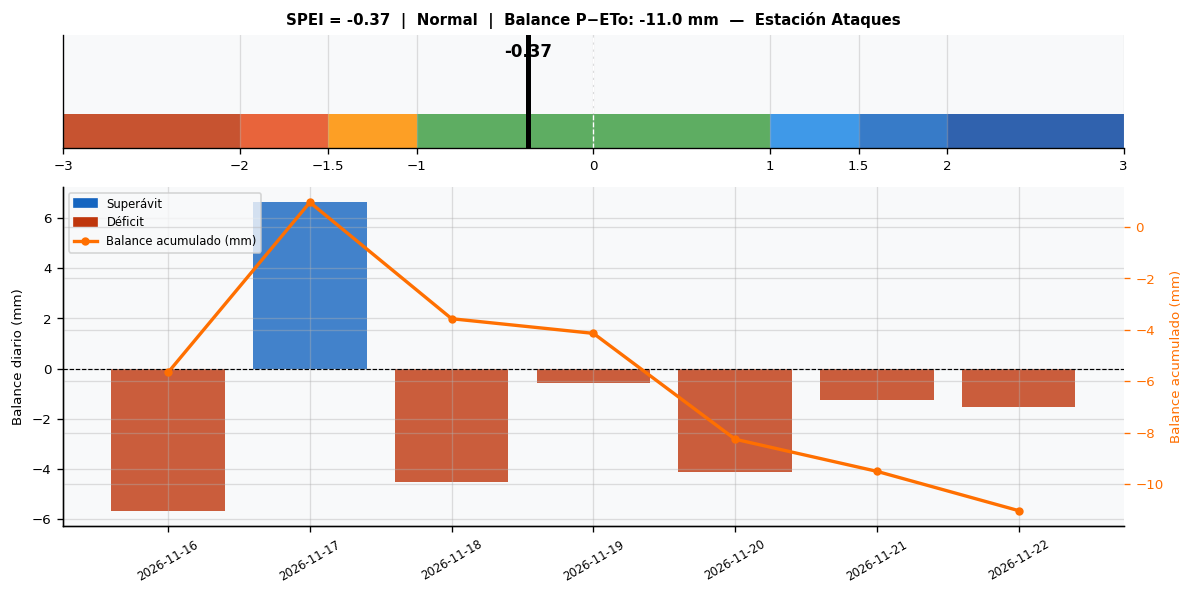 SPEI = -0.37  |  Normal  |  Balance P−ETo: -11.0 mm  —  Estación Ataques
-0.37
−3 −2 −1.5 −1 0 1 1.5 2 3
Superávit
Déficit
Balance acumulado (mm)
Balance diario (mm)
6
4
2
0
−2
−4
−6
0
−2
−4
−6
−8
−10
Balance acumulado (mm)
2026-11-16 2026-11-17 2026-11-18 2026-11-19 2026-11-20 2026-11-21 2026-11-22